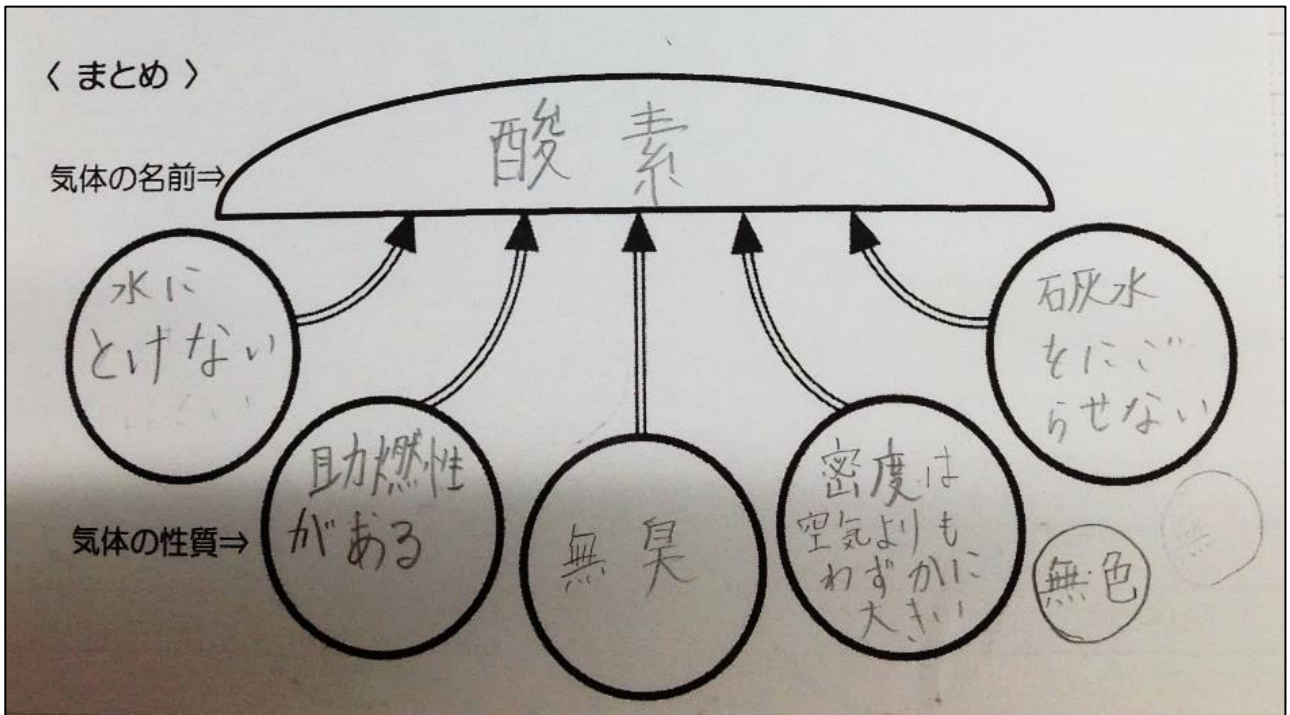 〈 まとめ 〉
気体の名前⇒
酸素
水に
とけない
助燃性
がある
無臭
密度は
空気よりも
わずかに
大きい
石灰水
をにご
らせない
気体の性質⇒
無色